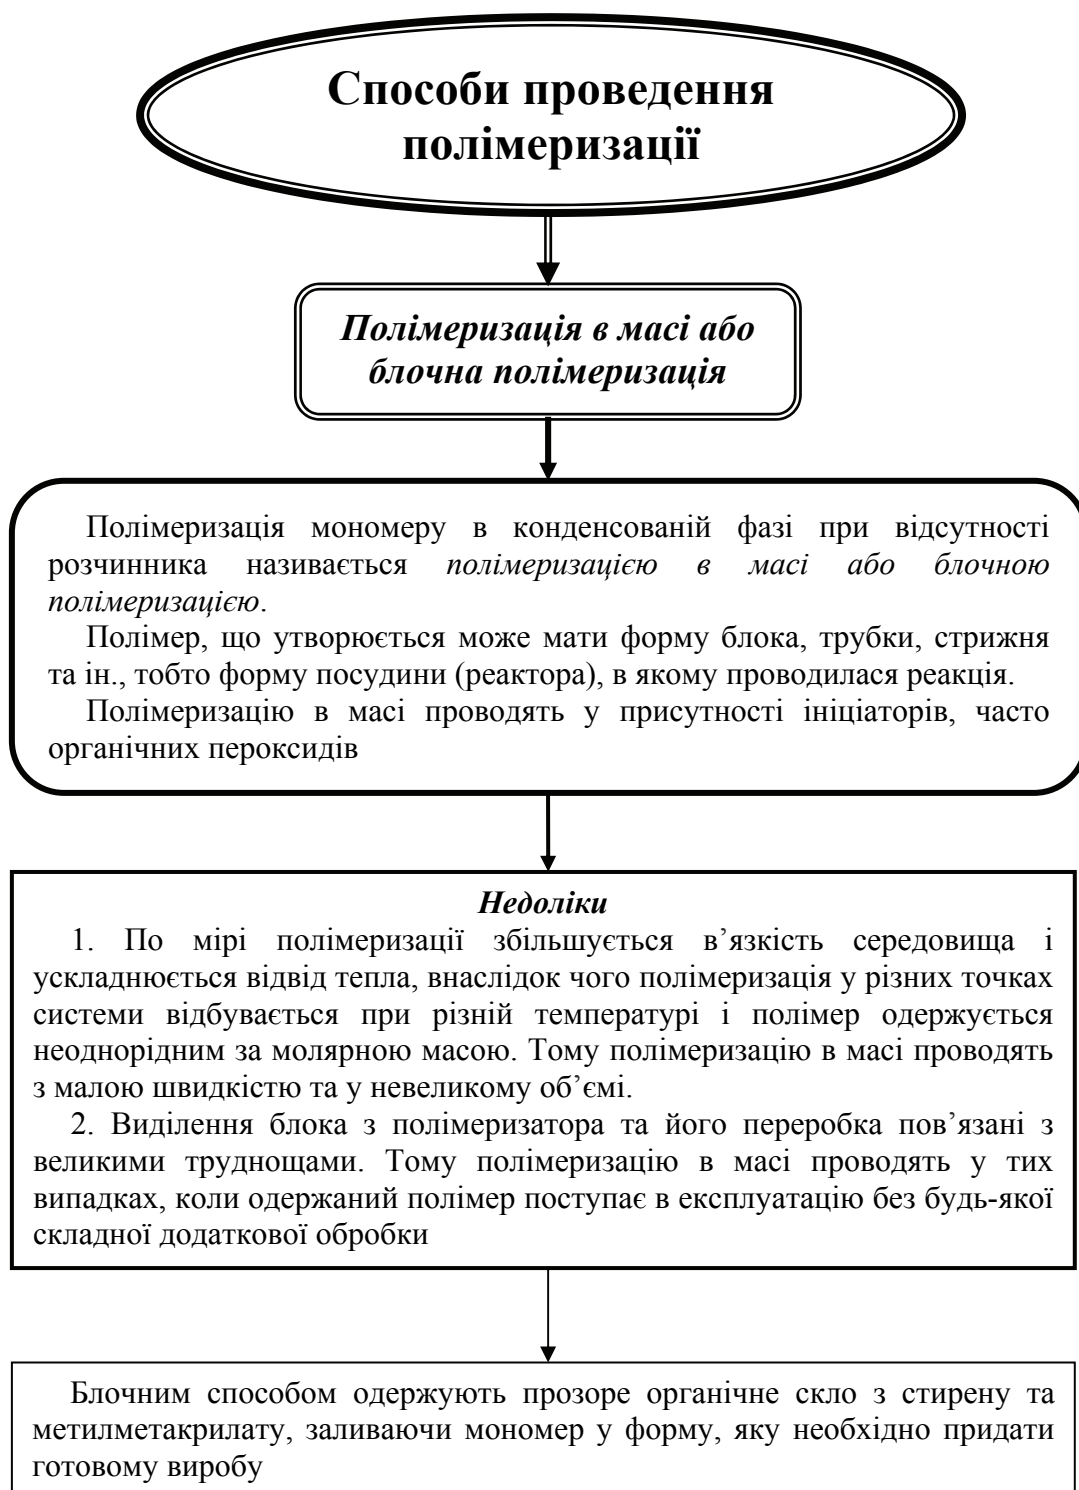 Способи проведення
полімеризації
Полімеризація в масі або
блочна полімеризація
Полімеризація мономеру в конденсованій фазі при відсутності
розчинника називається полімеризацією в масі або блочною
полімеризацією.
Полімер, що утворюється може мати форму блока, трубки, стрижня
та ін., тобто форму посудини (реактора), в якому проводилася реакція.
Полімеризацію в масі проводять у присутності ініціаторів, часто
органічних пероксидів
Недоліки
1. По мірі полімеризації збільшується в’язкість середовища і
ускладнюється відвід тепла, внаслідок чого полімеризація у різних точках
системи відбувається при різній температурі і полімер одержується
неоднорідним за молярною масою. Тому полімеризацію в масі проводять
з малою швидкістю та у невеликому об’ємі.
2. Виділення блока з полімеризатора та його переробка пов’язані з
великими труднощами. Тому полімеризацію в масі проводять у тих
випадках, коли одержаний полімер поступає в експлуатацію без будь-якої
складної додаткової обробки
Блочним способом одержують прозоре органічне скло з стирену та
метилметакрилату, заливаючи мономер у форму, яку необхідно придати
готовому виробу